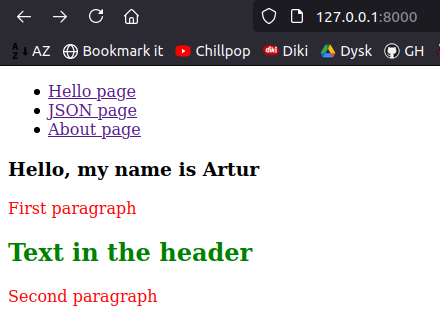 127.0.0.1:8000
AZ Bookmark it Chillpop diki Diki Dysk GH
Hello page
JSON page
About page
Hello, my name is Artur
First paragraph
Text in the header
Second paragraph